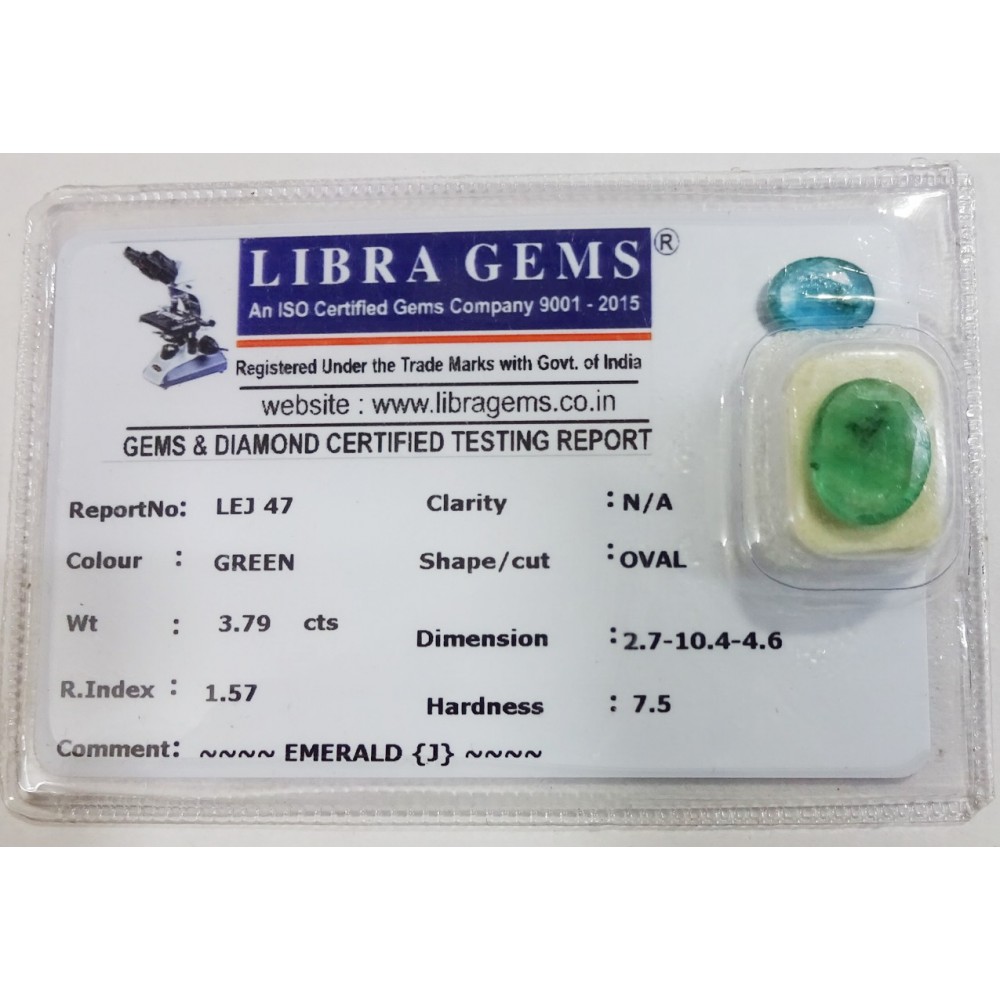 LIBRA GEMS ®
An ISO Certified Gems Company 9001 - 2015
Registered Under the Trade Marks with Govt. of India
website : www.libragems.co.in
GEMS & DIAMOND CERTIFIED TESTING REPORT
ReportNo: LEJ 47 Clarity : N/A
Colour : GREEN Shape/cut : OVAL
Wt : 3.79 cts Dimension : 2.7-10.4-4.6
R.Index : 1.57 Hardness : 7.5
Comment: ~~~~ EMERALD {J} ~~~~